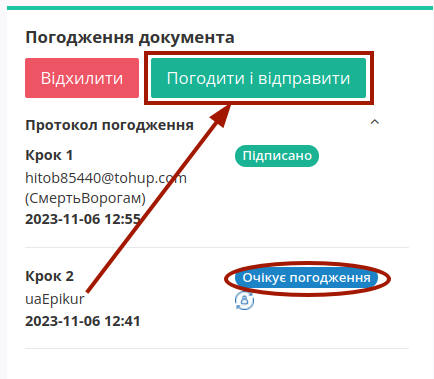 Погодження документа
Відхилити Погодити і відправити
Протокол погодження
Крок 1 Підписано
hitob85440@tohup.com
(СмертьВорогам)
2023-11-06 12:55
Крок 2 Очікує погодження
uaEpikur
2023-11-06 12:41